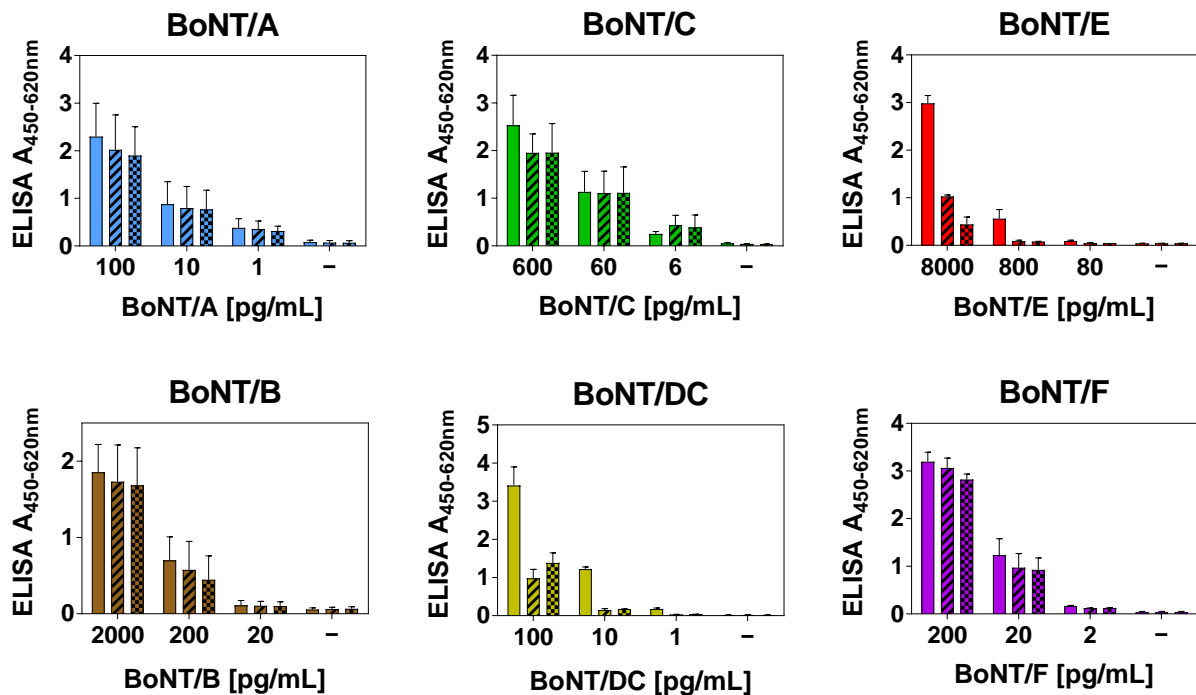 BoNT/A
ELISA A450-620nm
4
3
2
1
0
100 10 1 –
BoNT/A [pg/mL]
BoNT/C
ELISA A450-620nm
4
3
2
1
0
600 60 6 –
BoNT/C [pg/mL]
BoNT/E
ELISA A450-620nm
4
3
2
1
0
8000 800 80 –
BoNT/E [pg/mL]
BoNT/B
ELISA A450-620nm
2
1
0
2000 200 20 –
BoNT/B [pg/mL]
BoNT/DC
ELISA A450-620nm
5
4
3
2
1
0
100 10 1 –
BoNT/DC [pg/mL]
BoNT/F
ELISA A450-620nm
4
3
2
1
0
200 20 2 –
BoNT/F [pg/mL]